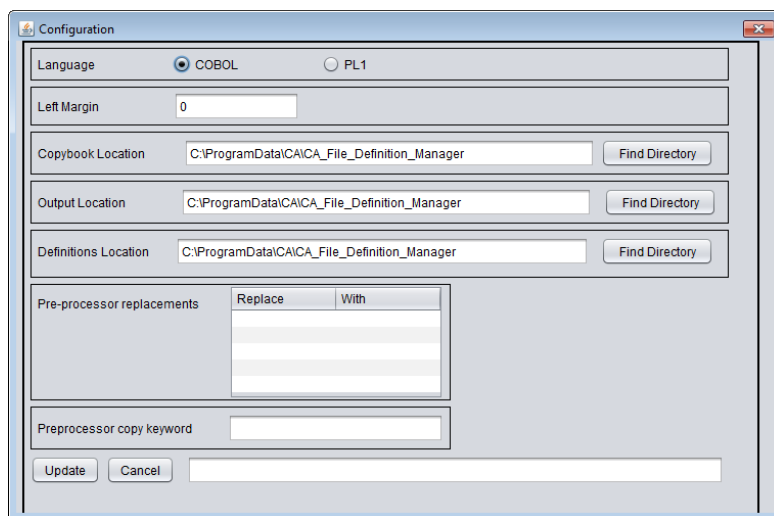 Configuration
Language COBOL PL1
Left Margin 0
Copybook Location C:\ProgramData\CA\CA_File_Definition_Manager Find Directory
Output Location C:\ProgramData\CA\CA_File_Definition_Manager Find Directory
Definitions Location C:\ProgramData\CA\CA_File_Definition_Manager Find Directory
Pre-processor replacements Replace With
Preprocessor copy keyword
Update Cancel